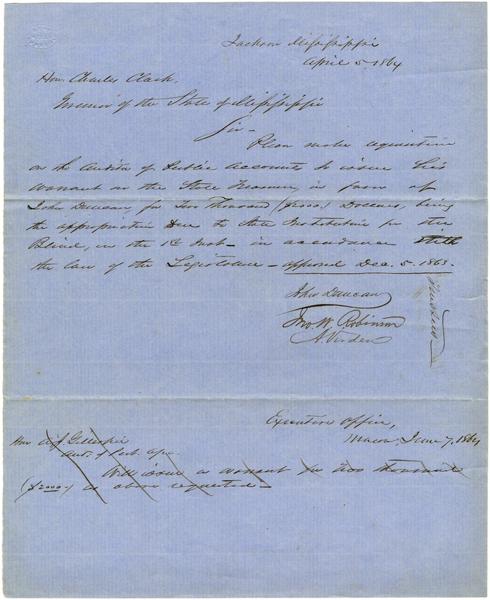 Jackson Mississippi
April 5. 1864
Hon. Charles Clark,
Governor of the State of Mississippi
Sir -
Please make requisition
on the Auditor of Public Accounts to issue his
warrant on the State Treasury in favor of
John Duncan for Two Thousand (2000.) Dollars, being
the appropriation due to State Institution for the
Blind, on the 1st Inst - in accordance with
the law of the Legislature - approved Dec. 5. 1863.
John Duncan
Jno. W. Robinson
A. Virden
Trustees
Executive Office,
Macon, June 7, 1864
Hon A. J. Gillespie
Aud. of Pub. Acc.
Will issue a warrant for two thousand
($2000.) as above requested -